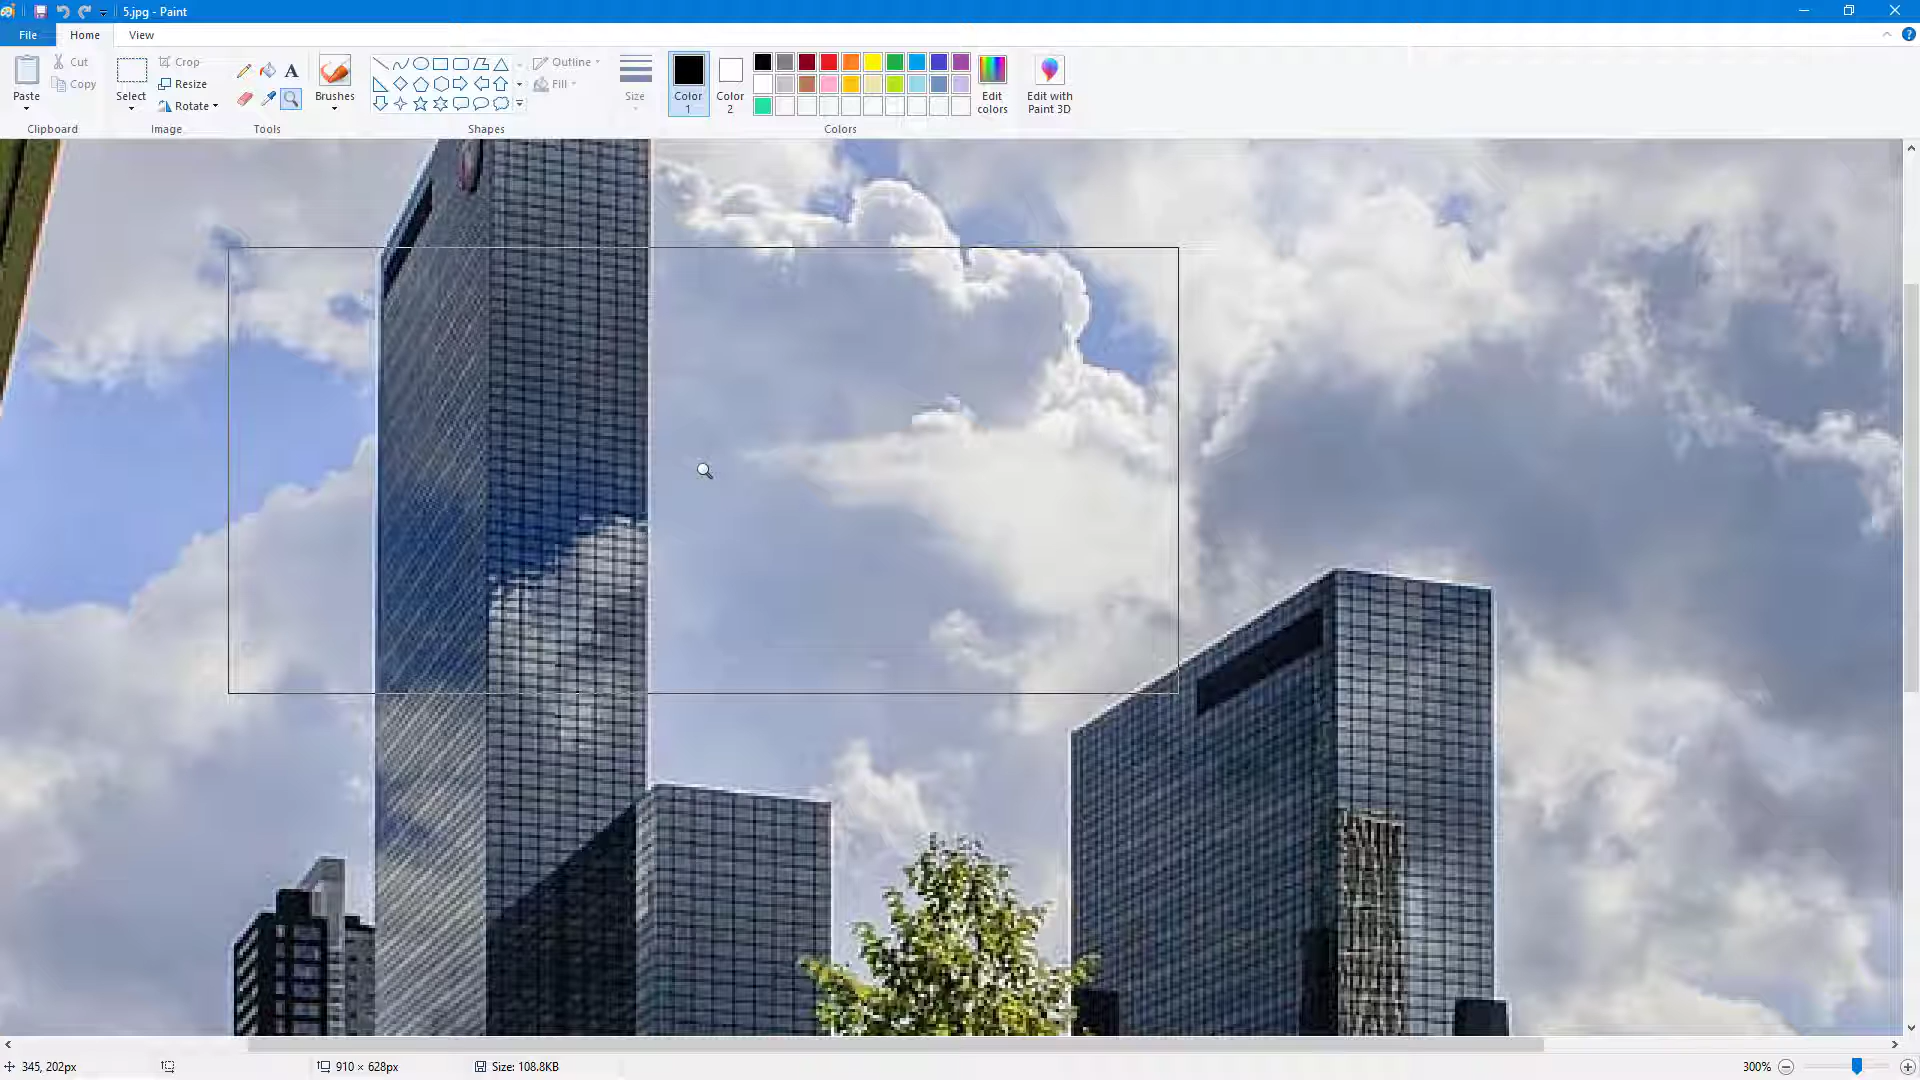 5.jpg - Paint
File Home View
Paste
Cut
Copy
Clipboard
Select
Crop
Resize
Rotate
Image
A
Tools
Brushes
Shapes
Outline
Fill
Size
Color 1
Color 2
Colors
Edit colors
Edit with Paint 3D
345, 202px
910 × 628px
Size: 108.8KB
300%